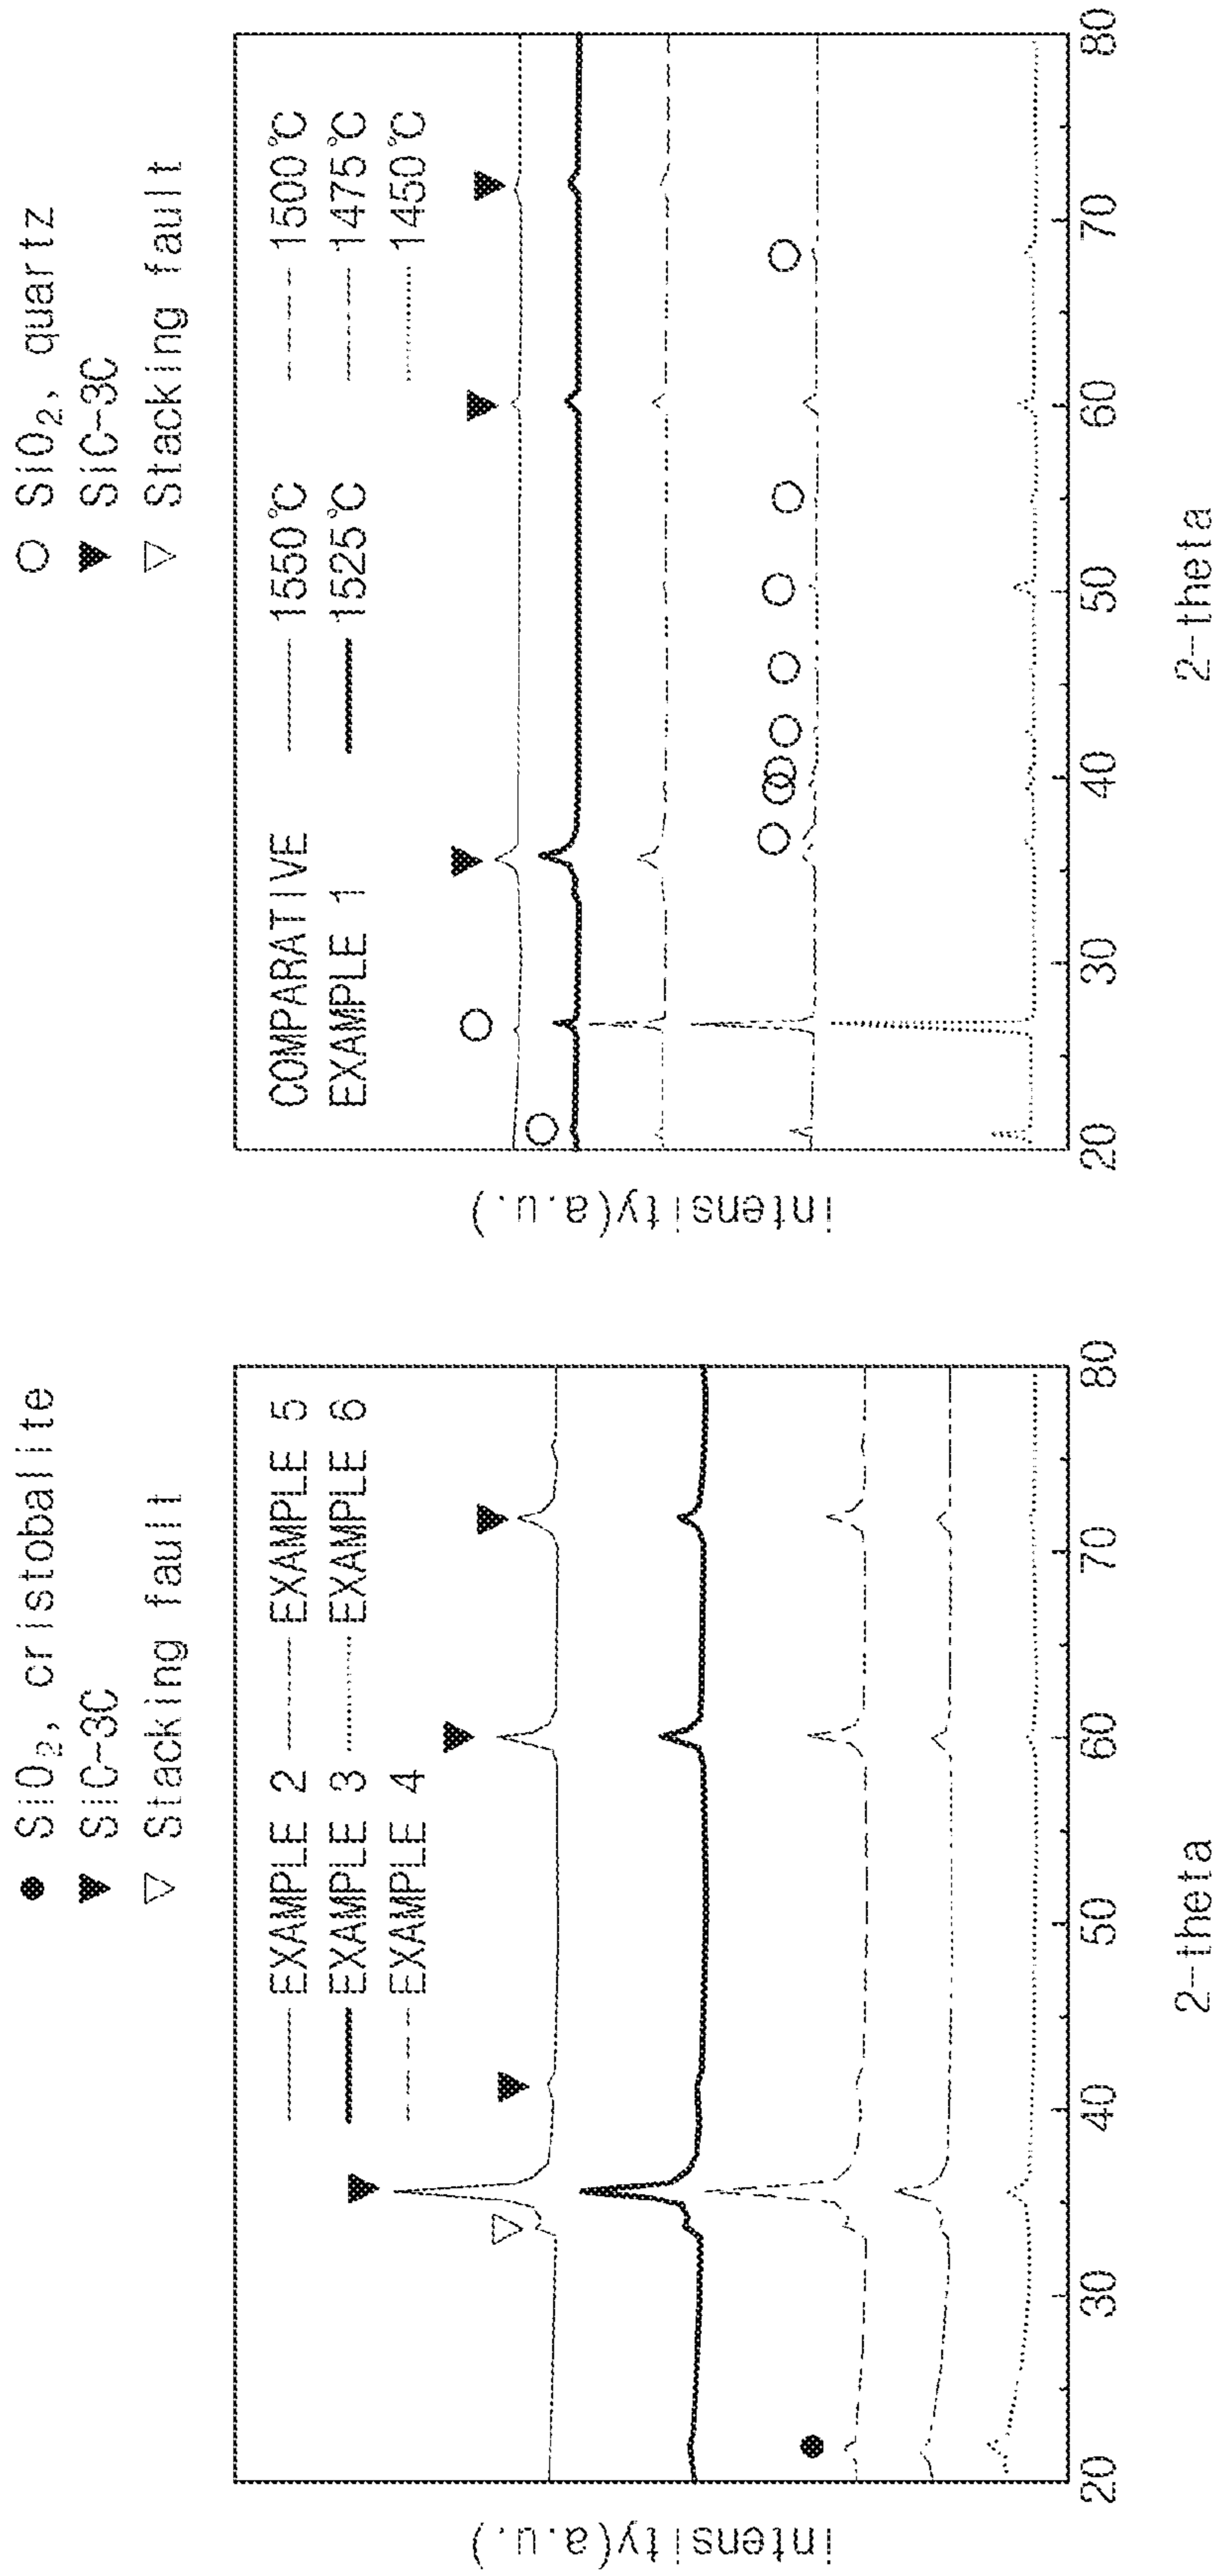 SiO₂, cristobalite
SiC-3C
Stacking fault
EXAMPLE 2
EXAMPLE 5
EXAMPLE 3
EXAMPLE 6
EXAMPLE 4
intensity(a.u.)
20 30 40 50 60 70 80
2-theta
SiO₂, quartz
SiC-3C
Stacking fault
COMPARATIVE
EXAMPLE 1
1550℃
1500℃
1525℃
1475℃
1450℃
intensity(a.u.)
20 30 40 50 60 70 80
2-theta